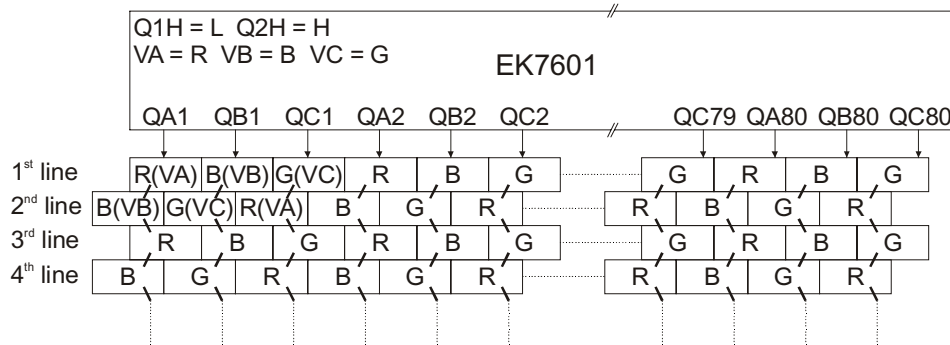 Q1H = L Q2H = H
VA = R VB = B VC = G
EK7601
QA1 QB1 QC1 QA2 QB2 QC2 QC79 QA80 QB80 QC80
1st line R(VA) B(VB) G(VC) R B G G R B G
2nd line B(VB) G(VC) R(VA) B G R R B G R
3rd line R B G R B G G R B G
4th line B G R B G R R B G R